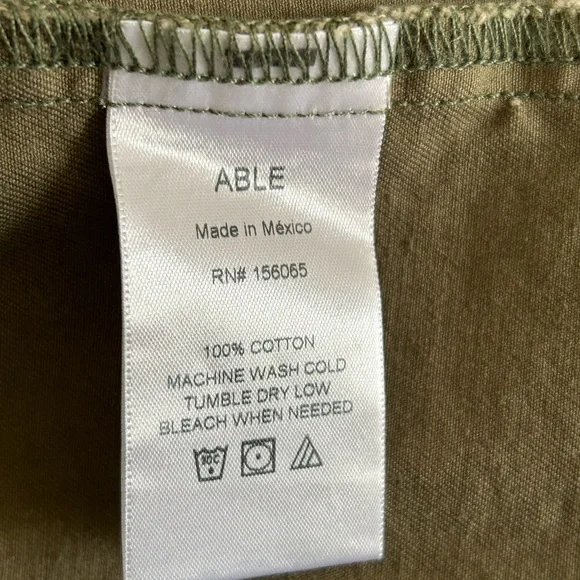 ABLE
Made in México
RN# 156065
100% COTTON
MACHINE WASH COLD
TUMBLE DRY LOW
BLEACH WHEN NEEDED